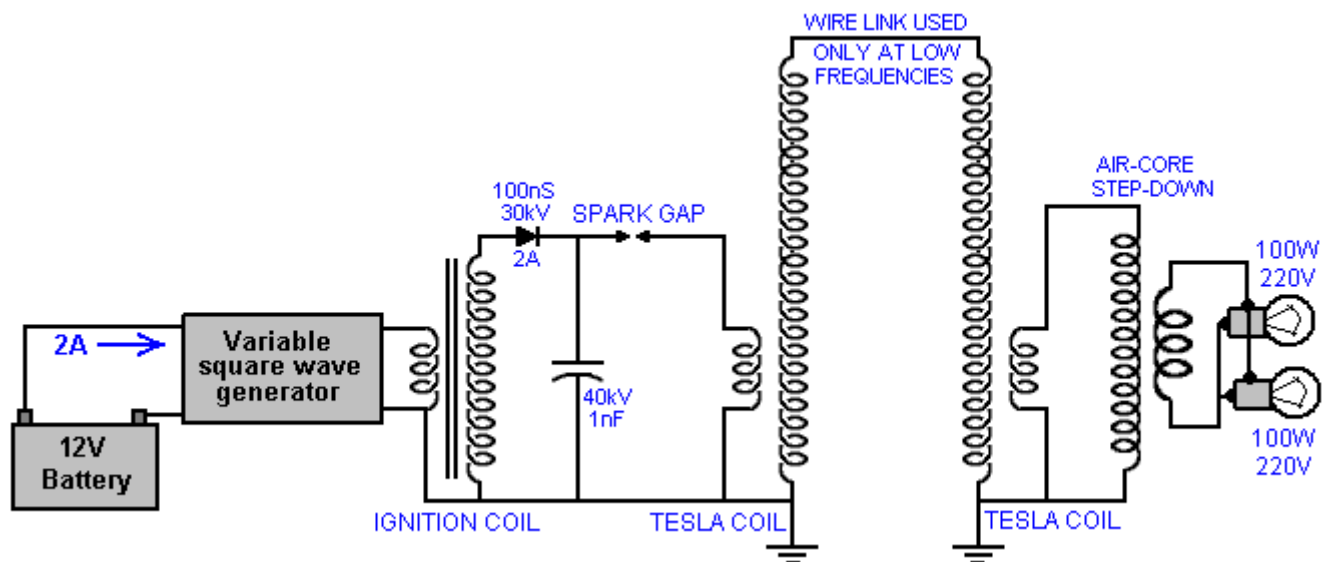 WIRE LINK USED
ONLY AT LOW
FREQUENCIES
AIR-CORE
STEP-DOWN
100nS
30kV
2A
SPARK GAP
100W
220V
2A
Variable
square wave
generator
40kV
1nF
12V
Battery
100W
220V
IGNITION COIL
TESLA COIL
TESLA COIL